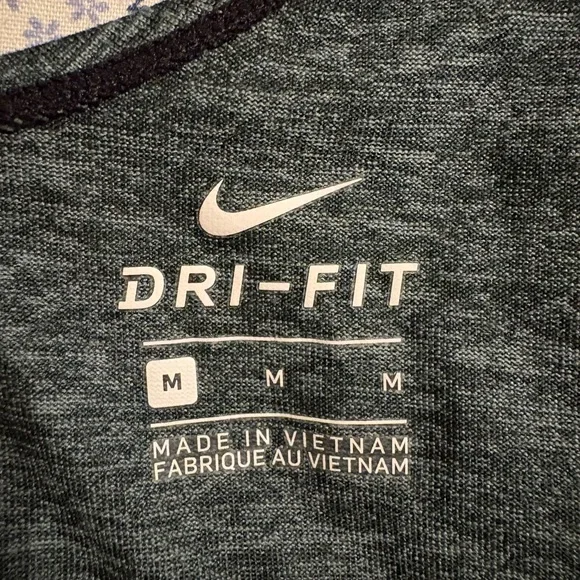 DRI-FIT
M M M
MADE IN VIETNAM
FABRIQUE AU VIETNAM